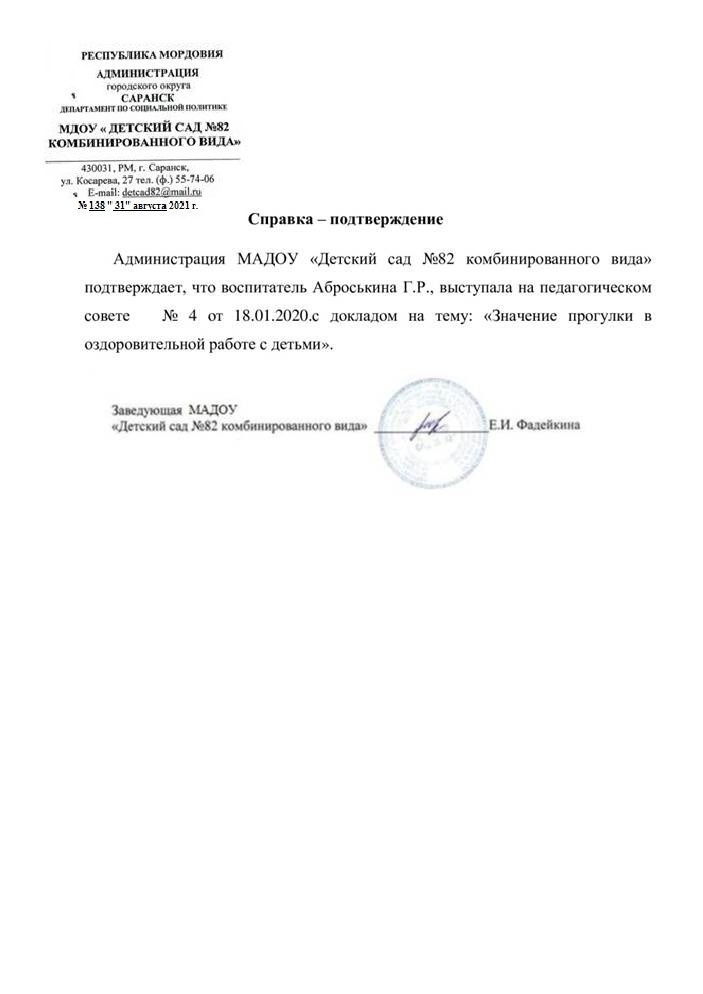 РЕСПУБЛИКА МОРДОВИЯ
АДМИНИСТРАЦИЯ
городского округа
САРАНСК
ДЕПАРТАМЕНТ ПО СОЦИАЛЬНОЙ ПОЛИТИКЕ
МДОУ « ДЕТСКИЙ САД №82
КОМБИНИРОВАННОГО ВИДА»
430031, РМ, г. Саранск,
ул. Косарева, 27 тел. (ф.) 55-74-06
E-mail: detcad82@mail.ru
№ 138 " 31" августа 2021 г.
Справка – подтверждение
Администрация МАДОУ «Детский сад №82 комбинированного вида»
подтверждает, что воспитатель Аброськина Г.Р., выступала на педагогическом
совете № 4 от 18.01.2020.с докладом на тему: «Значение прогулки в
оздоровительной работе с детьми».
Заведующая МАДОУ
«Детский сад №82 комбинированного вида» Е.И. Фадейкина